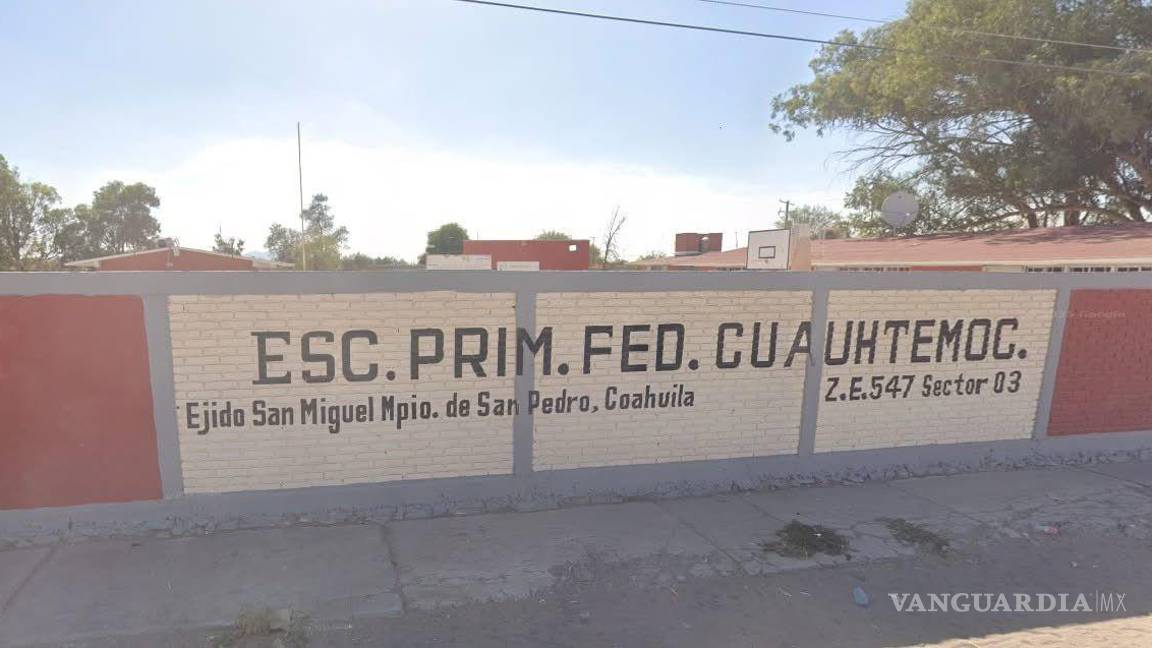 ESC. PRIM. FED. CUAUHTEMOC.
Ejido San Miguel Mpio. de San Pedro, Coahuila
Z.E.547 Sector 03
VANGUARDIA|MX